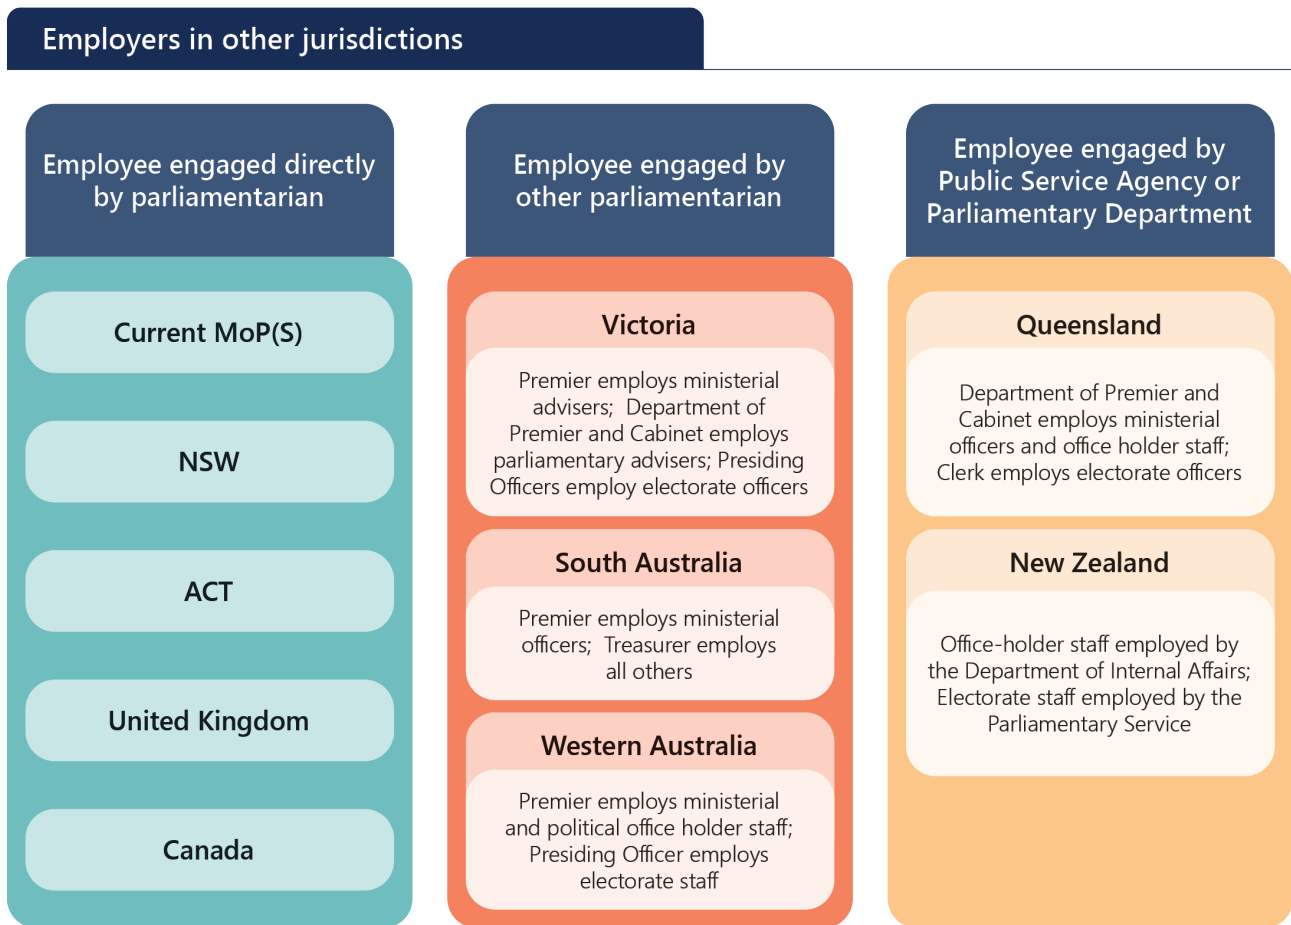 Employers in other jurisdictions
Employee engaged directly
by parliamentarian
Current MoP(S)
NSW
ACT
United Kingdom
Canada
Employee engaged by
other parliamentarian
Victoria
Premier employs ministerial
advisers;  Department of
Premier and Cabinet employs
parliamentary advisers; Presiding
Officers employ electorate officers
South Australia
Premier employs ministerial
officers;  Treasurer employs
all others
Western Australia
Premier employs ministerial
and political office holder staff;
Presiding Officer employs
electorate staff
Employee engaged by
Public Service Agency or
Parliamentary Department
Queensland
Department of Premier and
Cabinet employs ministerial
officers and office holder staff;
Clerk employs electorate officers
New Zealand
Office-holder staff employed by
the Department of Internal Affairs;
Electorate staff employed by the
Parliamentary Service